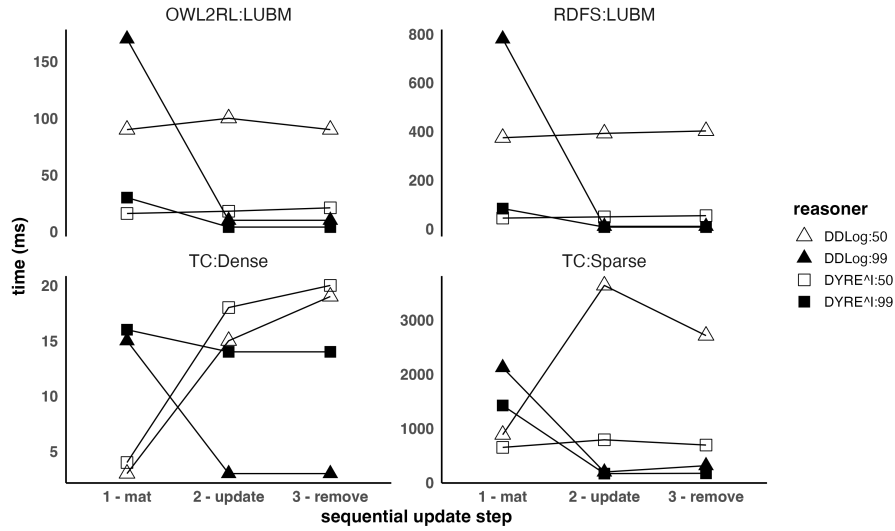 OWL2RL:LUBM
RDFS:LUBM
150
100
50
0
800
600
400
200
0
time (ms)
TC:Dense
TC:Sparse
20
15
10
5
3000
2000
1000
0
1 - mat 2 - update 3 - remove
1 - mat 2 - update 3 - remove
sequential update step
reasoner
DDLog:50
DDLog:99
DYRE^I:50
DYRE^I:99